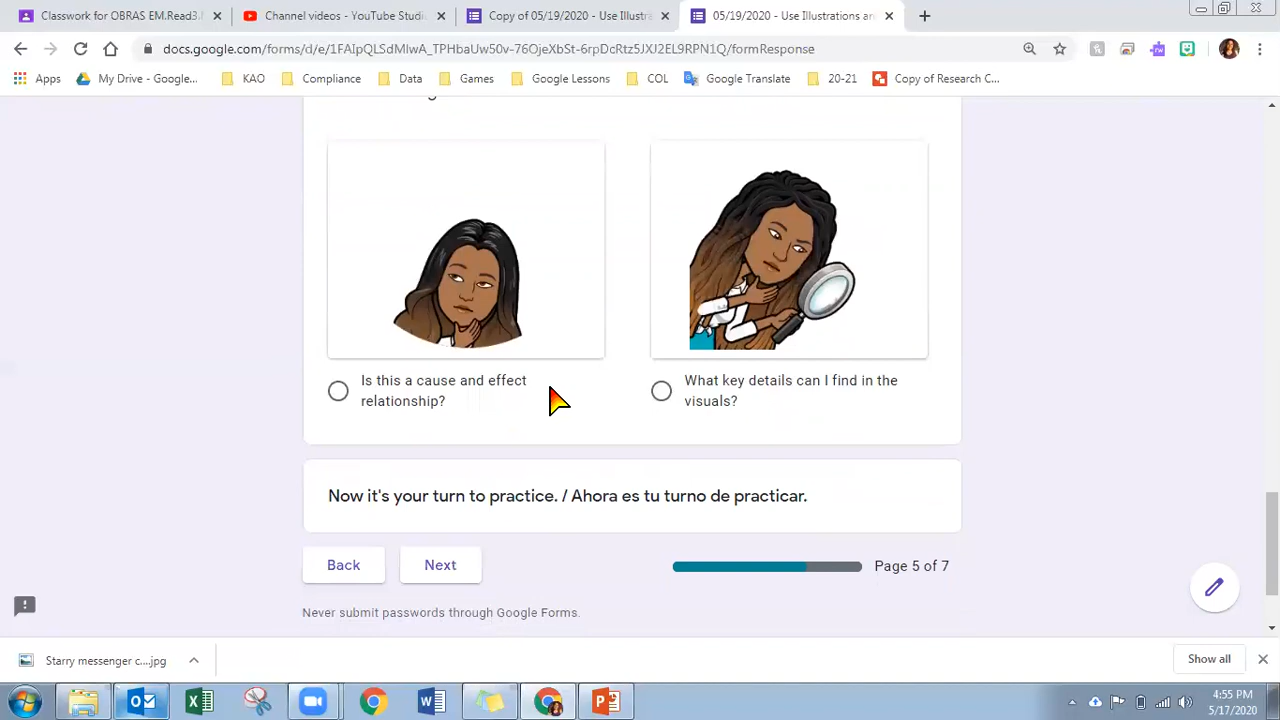 Classwork for OBRAS EM.Read3.
Channel videos - YouTube Studi
Copy of 05/19/2020 - Use Illustra
05/19/2020 - Use Illustrations an
docs.google.com/forms/d/e/1FAIpQLSdMlwA_TPHbaUw50v-76OjeXbSt-6rpDcRtz5JXJ2EL9RPN1Q/formResponse
Apps
My Drive - Google...
KAO
Compliance
Data
Games
Google Lessons
COL
Google Translate
20-21
Copy of Research C...
Is this a cause and effect
relationship?
What key details can I find in the
visuals?
Now it's your turn to practice. / Ahora es tu turno de practicar.
Back
Next
Page 5 of 7
Never submit passwords through Google Forms.
Starry messenger c....jpg
Show all
4:55 PM
5/17/2020